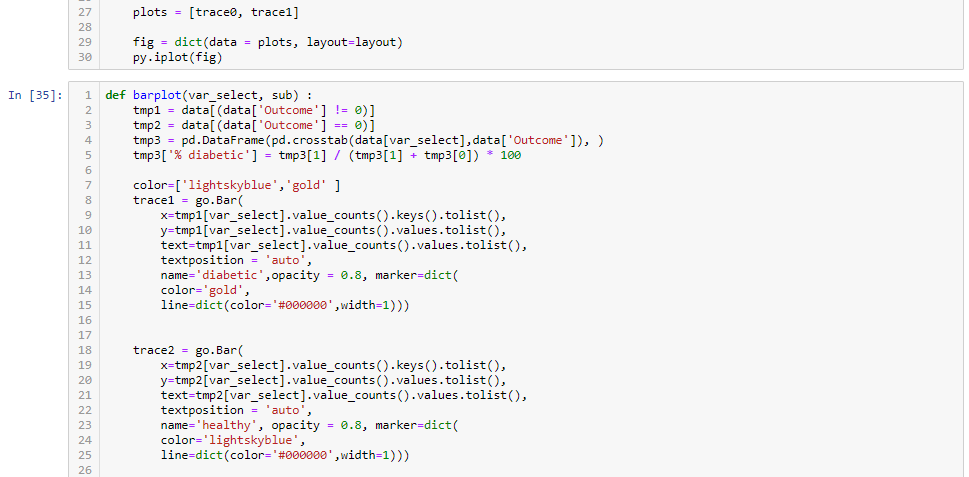 27 plots = [trace0, trace1]
28
29 fig = dict(data = plots, layout=layout)
30 py.iplot(fig)
In [35]:
1 def barplot(var_select, sub) :
2 tmp1 = data[(data['Outcome'] != 0)]
3 tmp2 = data[(data['Outcome'] == 0)]
4 tmp3 = pd.DataFrame(pd.crosstab(data[var_select],data['Outcome']), )
5 tmp3['% diabetic'] = tmp3[1] / (tmp3[1] + tmp3[0]) * 100
6
7 color=['lightskyblue','gold' ]
8 trace1 = go.Bar(
9 x=tmp1[var_select].value_counts().keys().tolist(),
10 y=tmp1[var_select].value_counts().values.tolist(),
11 text=tmp1[var_select].value_counts().values.tolist(),
12 textposition = 'auto',
13 name='diabetic',opacity = 0.8, marker=dict(
14 color='gold',
15 line=dict(color='#000000',width=1)))
16
17
18 trace2 = go.Bar(
19 x=tmp2[var_select].value_counts().keys().tolist(),
20 y=tmp2[var_select].value_counts().values.tolist(),
21 text=tmp2[var_select].value_counts().values.tolist(),
22 textposition = 'auto',
23 name='healthy', opacity = 0.8, marker=dict(
24 color='lightskyblue',
25 line=dict(color='#000000',width=1)))
26